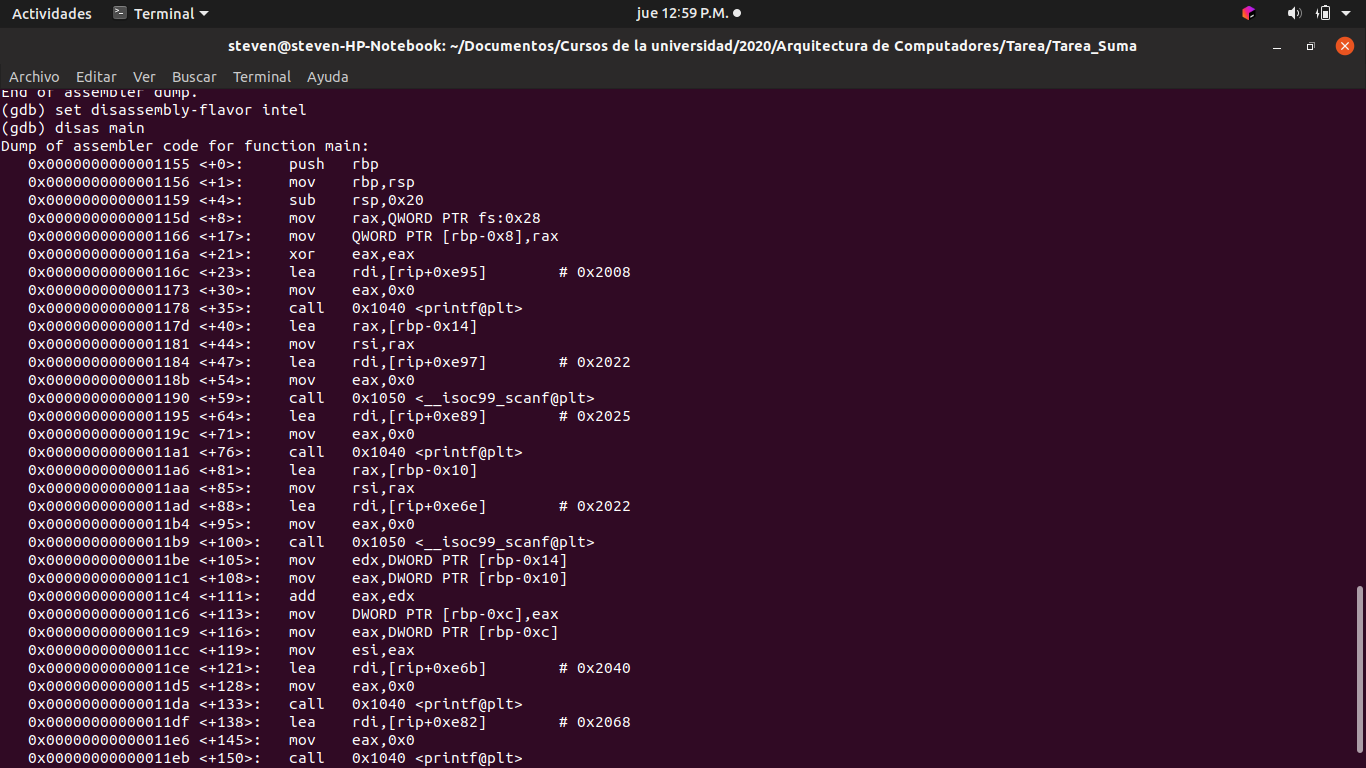 Actividades Terminal jue 12:59 P.M.
steven@steven-HP-Notebook: ~/Documentos/Cursos de la universidad/2020/Arquitectura de Computadores/Tarea/Tarea_Suma
Archivo Editar Ver Buscar Terminal Ayuda
End of assembler dump.
(gdb) set disassembly-flavor intel
(gdb) disas main
Dump of assembler code for function main:
   0x0000000000001155 <+0>:     push   rbp
   0x0000000000001156 <+1>:     mov    rbp,rsp
   0x0000000000001159 <+4>:     sub    rsp,0x20
   0x000000000000115d <+8>:     mov    rax,QWORD PTR fs:0x28
   0x0000000000001166 <+17>:    mov    QWORD PTR [rbp-0x8],rax
   0x000000000000116a <+21>:    xor    eax,eax
   0x000000000000116c <+23>:    lea    rdi,[rip+0xe95]        # 0x2008
   0x0000000000001173 <+30>:    mov    eax,0x0
   0x0000000000001178 <+35>:    call   0x1040 <printf@plt>
   0x000000000000117d <+40>:    lea    rax,[rbp-0x14]
   0x0000000000001181 <+44>:    mov    rsi,rax
   0x0000000000001184 <+47>:    lea    rdi,[rip+0xe97]        # 0x2022
   0x000000000000118b <+54>:    mov    eax,0x0
   0x0000000000001190 <+59>:    call   0x1050 <__isoc99_scanf@plt>
   0x0000000000001195 <+64>:    lea    rdi,[rip+0xe89]        # 0x2025
   0x000000000000119c <+71>:    mov    eax,0x0
   0x00000000000011a1 <+76>:    call   0x1040 <printf@plt>
   0x00000000000011a6 <+81>:    lea    rax,[rbp-0x10]
   0x00000000000011aa <+85>:    mov    rsi,rax
   0x00000000000011ad <+88>:    lea    rdi,[rip+0xe6e]        # 0x2022
   0x00000000000011b4 <+95>:    mov    eax,0x0
   0x00000000000011b9 <+100>:   call   0x1050 <__isoc99_scanf@plt>
   0x00000000000011be <+105>:   mov    edx,DWORD PTR [rbp-0x14]
   0x00000000000011c1 <+108>:   mov    eax,DWORD PTR [rbp-0x10]
   0x00000000000011c4 <+111>:   add    eax,edx
   0x00000000000011c6 <+113>:   mov    DWORD PTR [rbp-0xc],eax
   0x00000000000011c9 <+116>:   mov    eax,DWORD PTR [rbp-0xc]
   0x00000000000011cc <+119>:   mov    esi,eax
   0x00000000000011ce <+121>:   lea    rdi,[rip+0xe6b]        # 0x2040
   0x00000000000011d5 <+128>:   mov    eax,0x0
   0x00000000000011da <+133>:   call   0x1040 <printf@plt>
   0x00000000000011df <+138>:   lea    rdi,[rip+0xe82]        # 0x2068
   0x00000000000011e6 <+145>:   mov    eax,0x0
   0x00000000000011eb <+150>:   call   0x1040 <printf@plt>